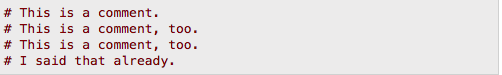 # This is a comment.
# This is a comment, too.
# This is a comment, too.
# I said that already.